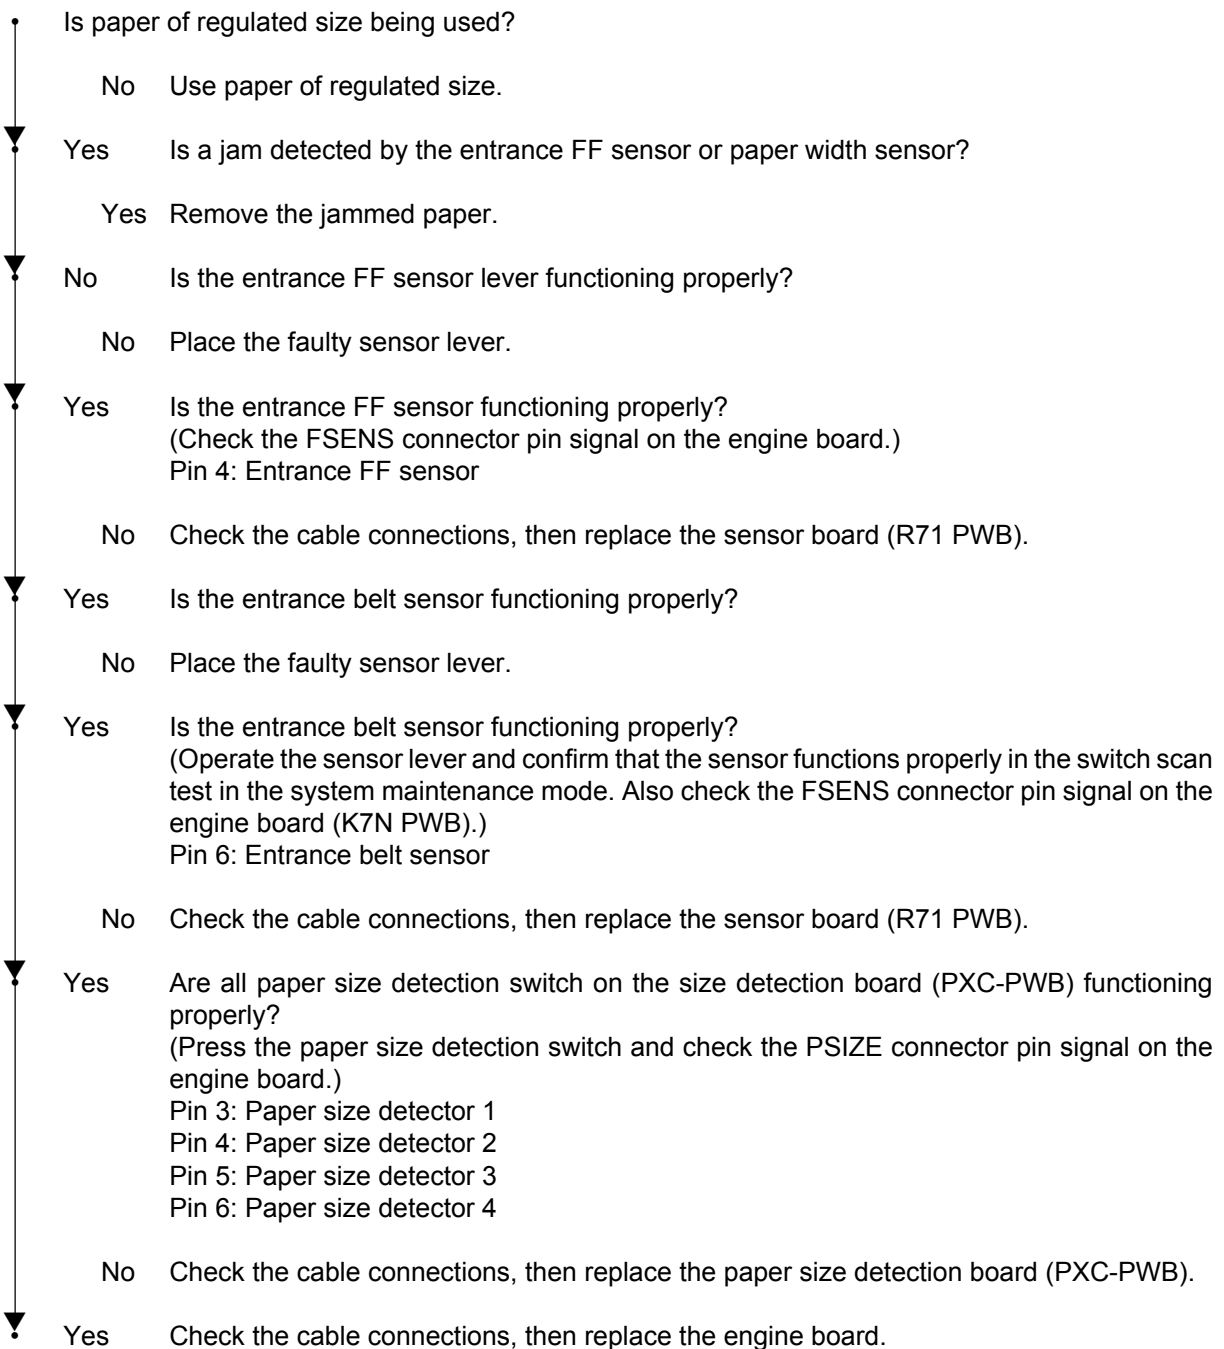 Is paper of regulated size being used?
No Use paper of regulated size.
Yes Is a jam detected by the entrance FF sensor or paper width sensor?
Yes Remove the jammed paper.
No Is the entrance FF sensor lever functioning properly?
No Place the faulty sensor lever.
Yes Is the entrance FF sensor functioning properly?
(Check the FSENS connector pin signal on the engine board.)
Pin 4: Entrance FF sensor
No Check the cable connections, then replace the sensor board (R71 PWB).
Yes Is the entrance belt sensor functioning properly?
No Place the faulty sensor lever.
Yes Is the entrance belt sensor functioning properly?
(Operate the sensor lever and confirm that the sensor functions properly in the switch scan
test in the system maintenance mode. Also check the FSENS connector pin signal on the
engine board (K7N PWB).)
Pin 6: Entrance belt sensor
No Check the cable connections, then replace the sensor board (R71 PWB).
Yes Are all paper size detection switch on the size detection board (PXC-PWB) functioning
properly?
(Press the paper size detection switch and check the PSIZE connector pin signal on the
engine board.)
Pin 3: Paper size detector 1
Pin 4: Paper size detector 2
Pin 5: Paper size detector 3
Pin 6: Paper size detector 4
No Check the cable connections, then replace the paper size detection board (PXC-PWB).
Yes Check the cable connections, then replace the engine board.